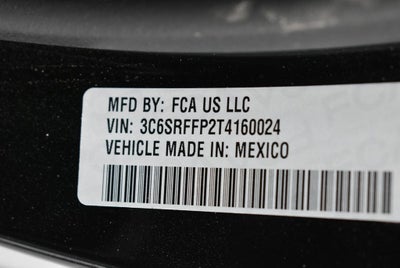 MFD BY: FCA US LLC
VIN: 3C6SRFFP2T4160024
VEHICLE MADE IN: MEXICO